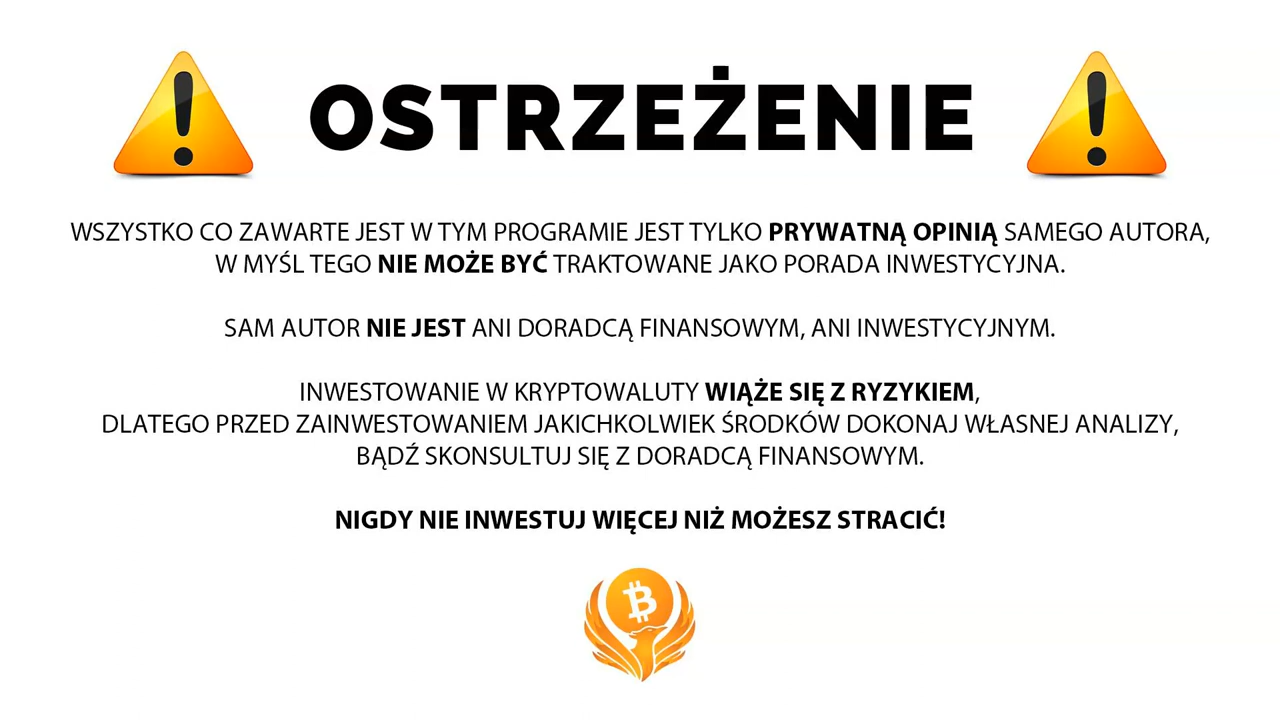 OSTRZEŻENIE
WSZYSTKO CO ZAWARTE JEST W TYM PROGRAMIE JEST TYLKO PRYWATNĄ OPINIĄ SAMEGO AUTORA,
W MYŚL TEGO NIE MOŻE BYĆ TRAKTOWANE JAKO PORADA INWESTYCYJNA.
SAM AUTOR NIE JEST ANI DORADCĄ FINANSOWYM, ANI INWESTYCYJNYM.
INWESTOWANIE W KRYPTOWALUTY WIĄŻE SIĘ Z RYZYKIEM,
DLATEGO PRZED ZAINWESTOWANIEM JAKICHKOLWIEK ŚRODKÓW DOKONAJ WŁASNEJ ANALIZY,
BĄDŹ SKONSULTUJ SIĘ Z DORADCĄ FINANSOWYM.
NIGDY NIE INWESTUJ WIĘCEJ NIŻ MOŻESZ STRACIĆ!